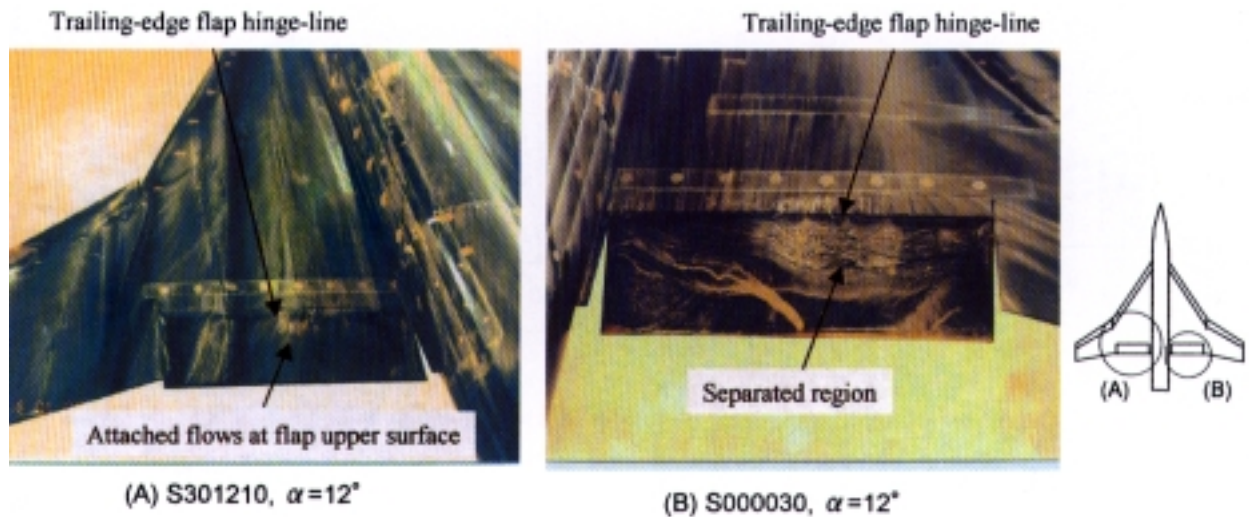 Trailing-edge flap hinge-line
Trailing-edge flap hinge-line
Attached flows at flap upper surface
Separated region
(A)
(B)
(A) S301210, α=12°
(B) S000030, α=12°